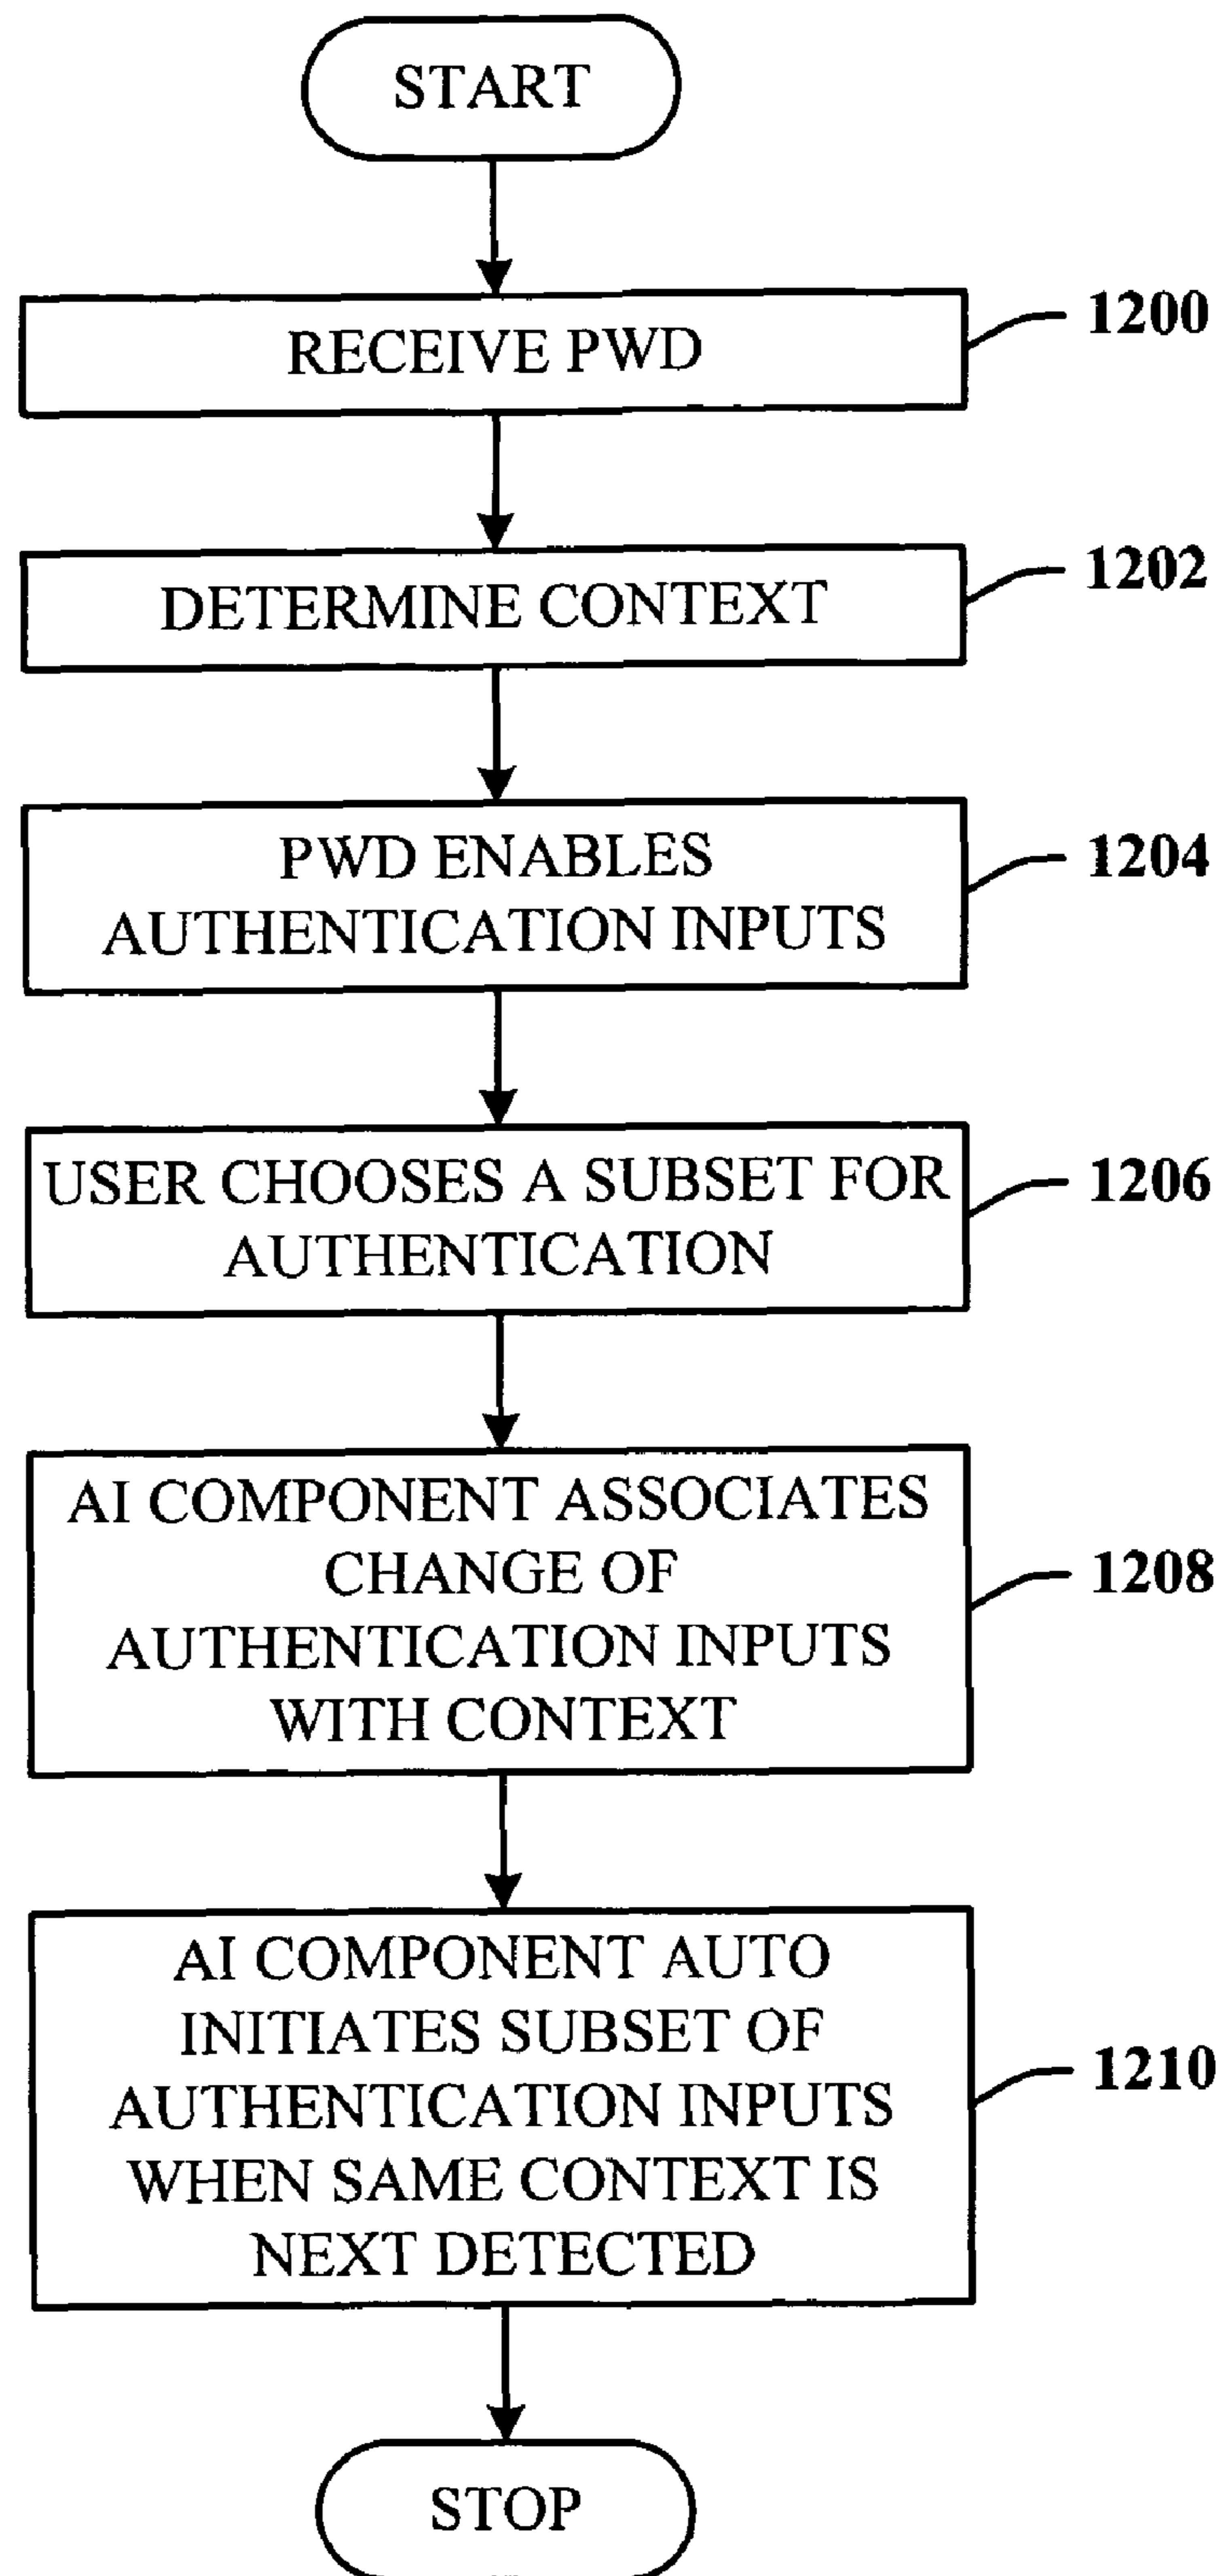 START
RECEIVE PWD
1200
DETERMINE CONTEXT
1202
PWD ENABLES
AUTHENTICATION INPUTS
1204
USER CHOOSES A SUBSET FOR
AUTHENTICATION
1206
AI COMPONENT ASSOCIATES
CHANGE OF
AUTHENTICATION INPUTS
WITH CONTEXT
1208
AI COMPONENT AUTO
INITIATES SUBSET OF
AUTHENTICATION INPUTS
WHEN SAME CONTEXT IS
NEXT DETECTED
1210
STOP